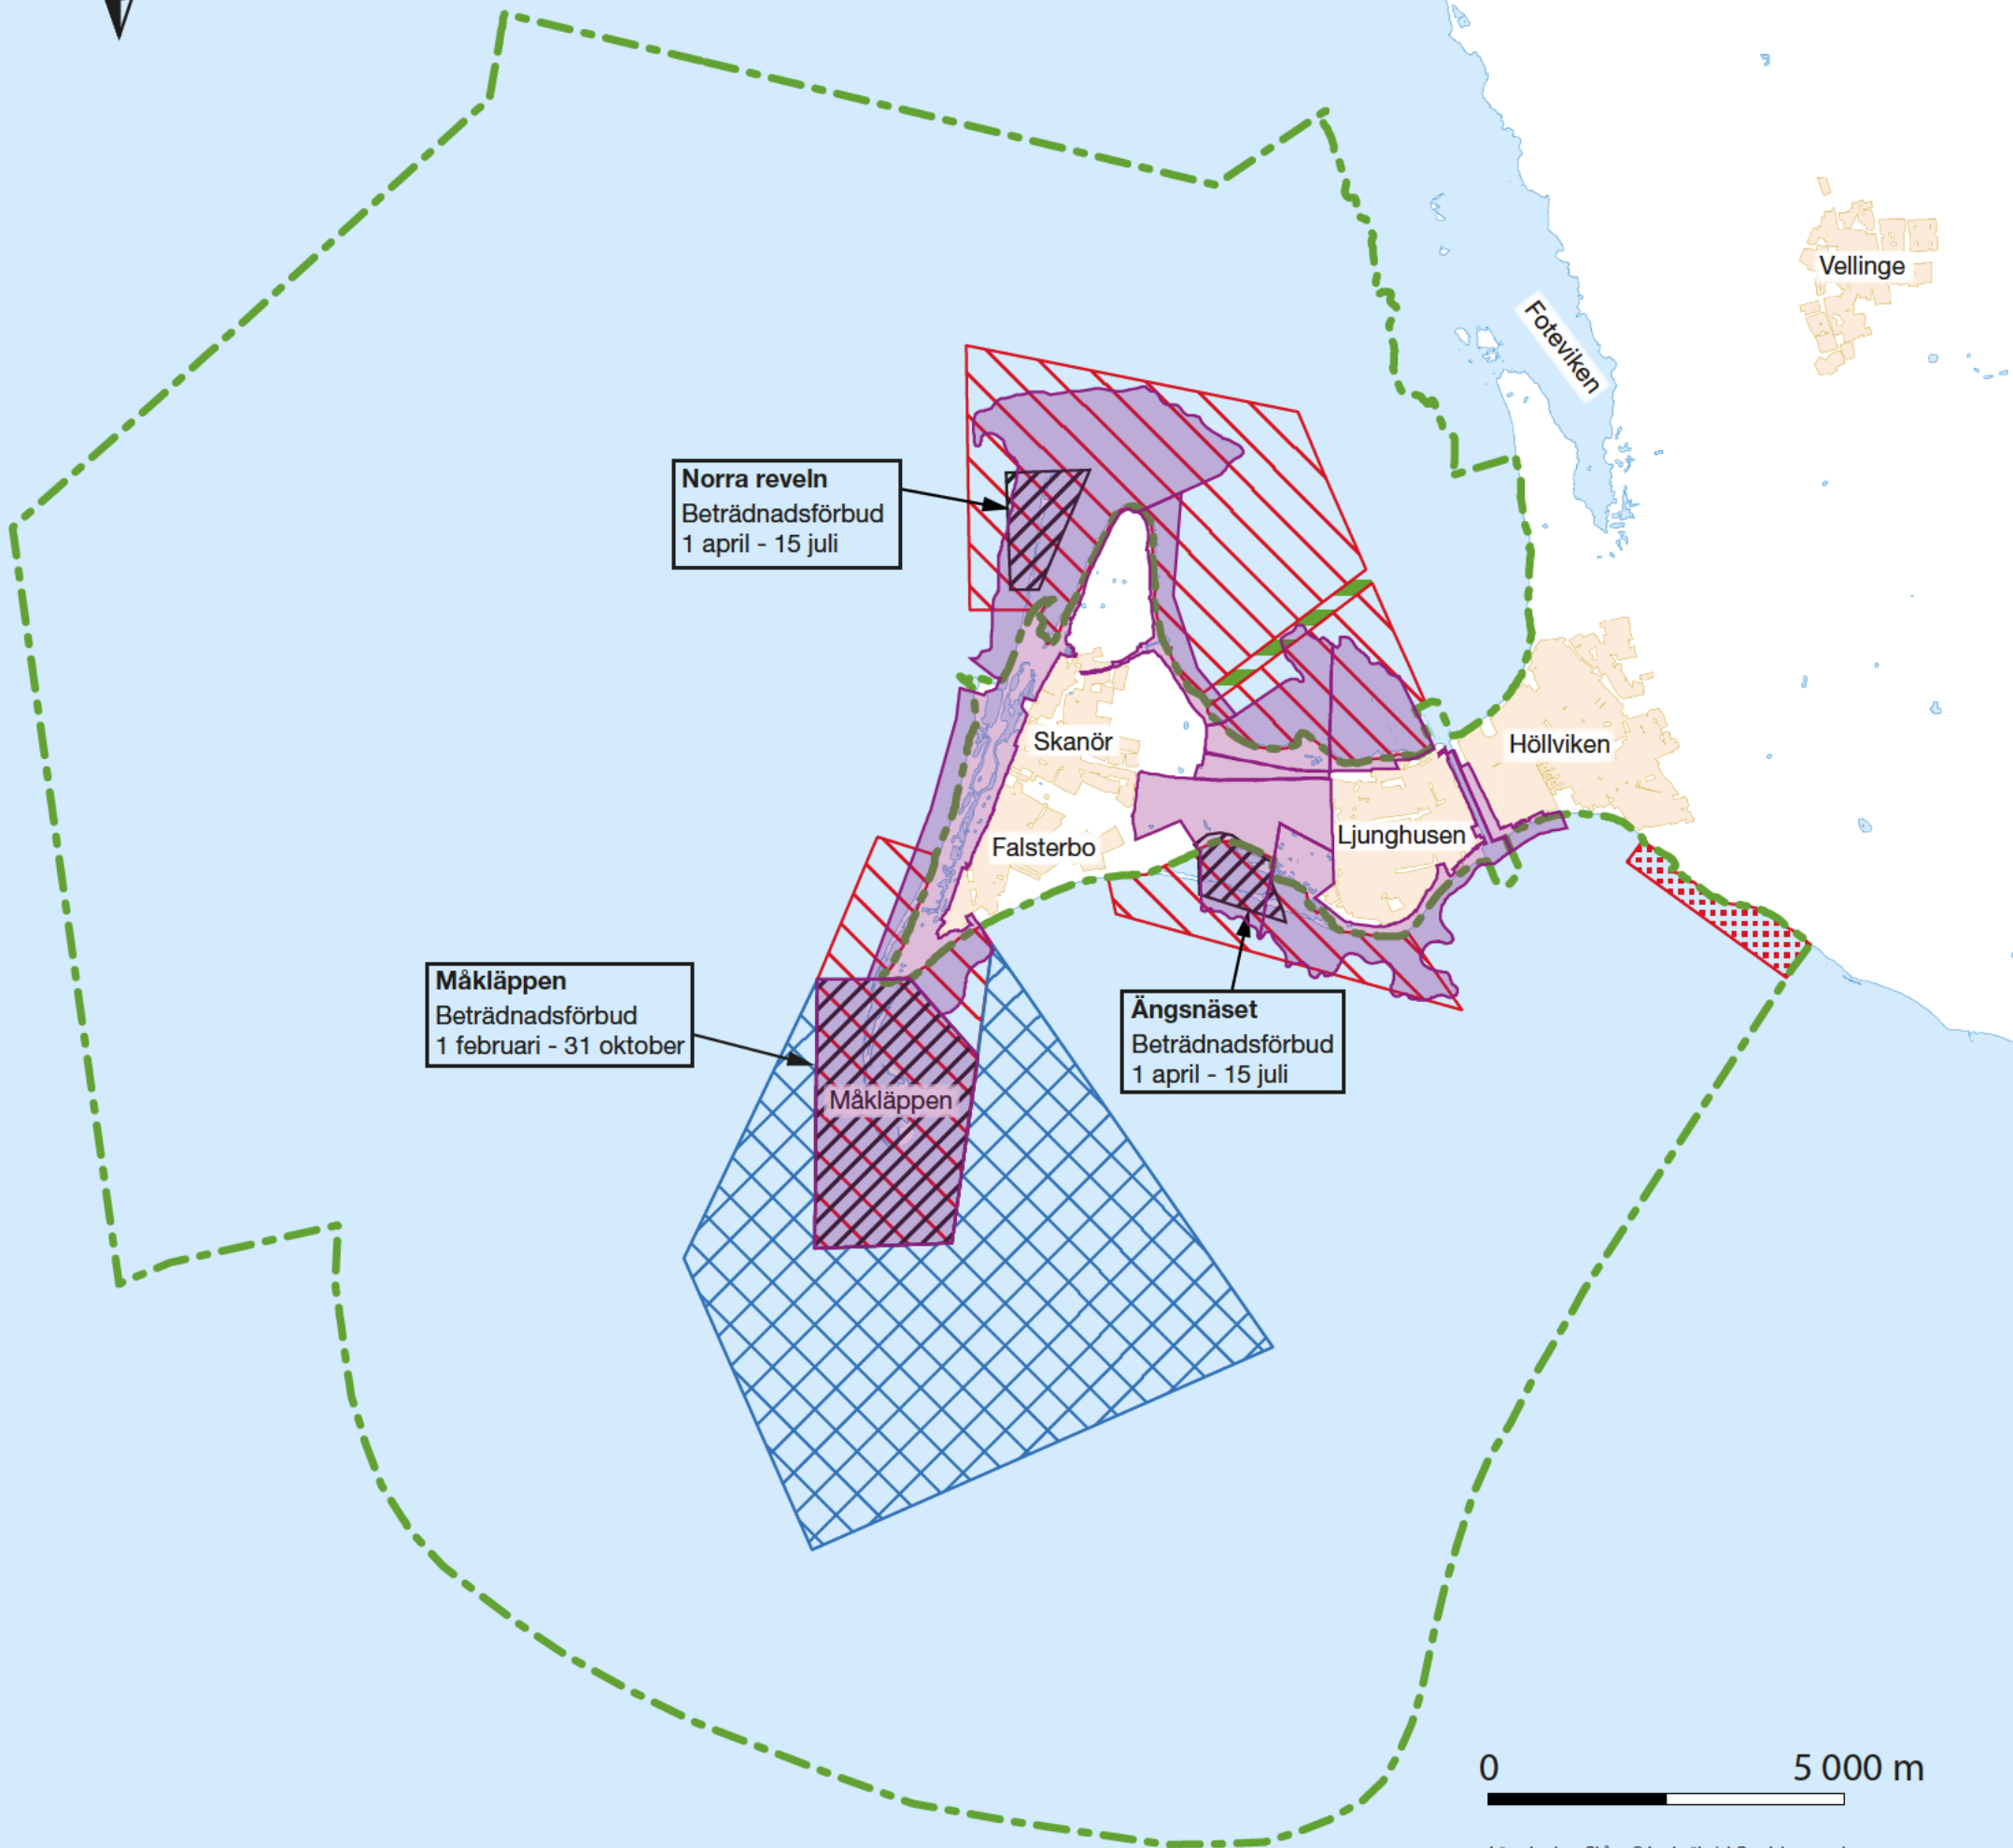 Vellinge
Foteviken
Norra reveln
Beträdnadsförbud
1 april - 15 juli
Skanör
Höllviken
Falsterbo
Ljunghusen
Måkläppen
Beträdnadsförbud
1 februari - 31 oktober
Ängsnäset
Beträdnadsförbud
1 april - 15 juli
Måkläppen
0 5 000 m